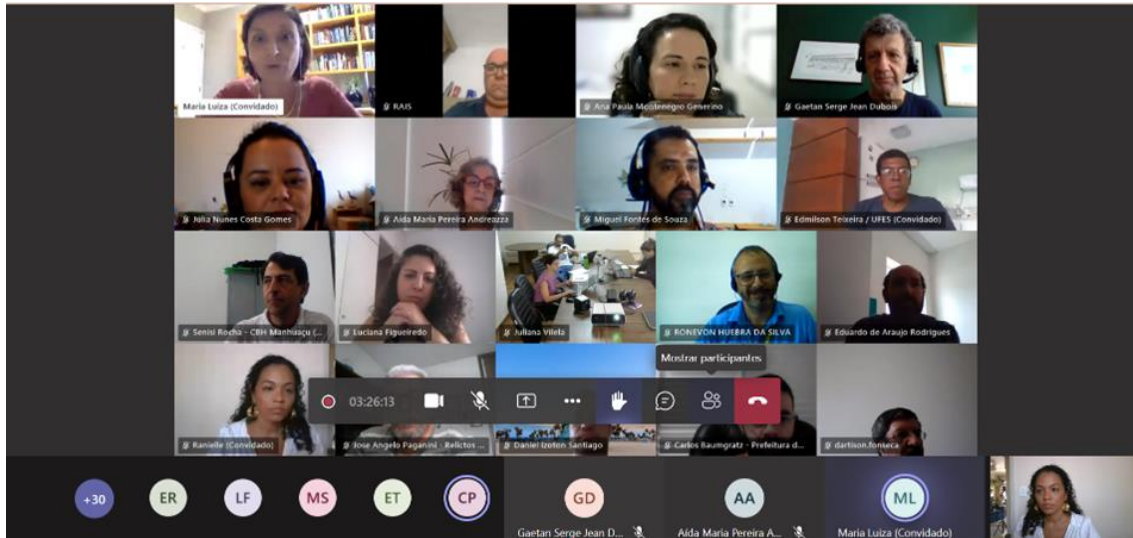 Maria Luiza (Convidado)
RAIS
Ana Paula Montenegro Generino
Gaetan Serge Jean Dubois
Júlia Nunes Costa Gomes
Aída Maria Pereira Andreazza
Miguel Fontes de Souza
Edmilson Teixeira / UFES (Convidado)
Senisi Rocha - CBH Manhuaçu (...
Luciana Figueiredo
Juliana Vilela
RONEVON HUEBRA DA SILVA
Eduardo de Araujo Rodrigues
Mostrar participantes
03:26:13
Ranielle (Convidado)
Jose Angelo Paganini - Relictos ...
Daniel Izoton Santiago
Carlos Baumgratz - Prefeitura d...
dartison.fonseca
+30
ER
LF
MS
ET
CP
GD
AA
ML
Gaetan Serge Jean D...
Aída Maria Pereira A...
Maria Luiza (Convidado)